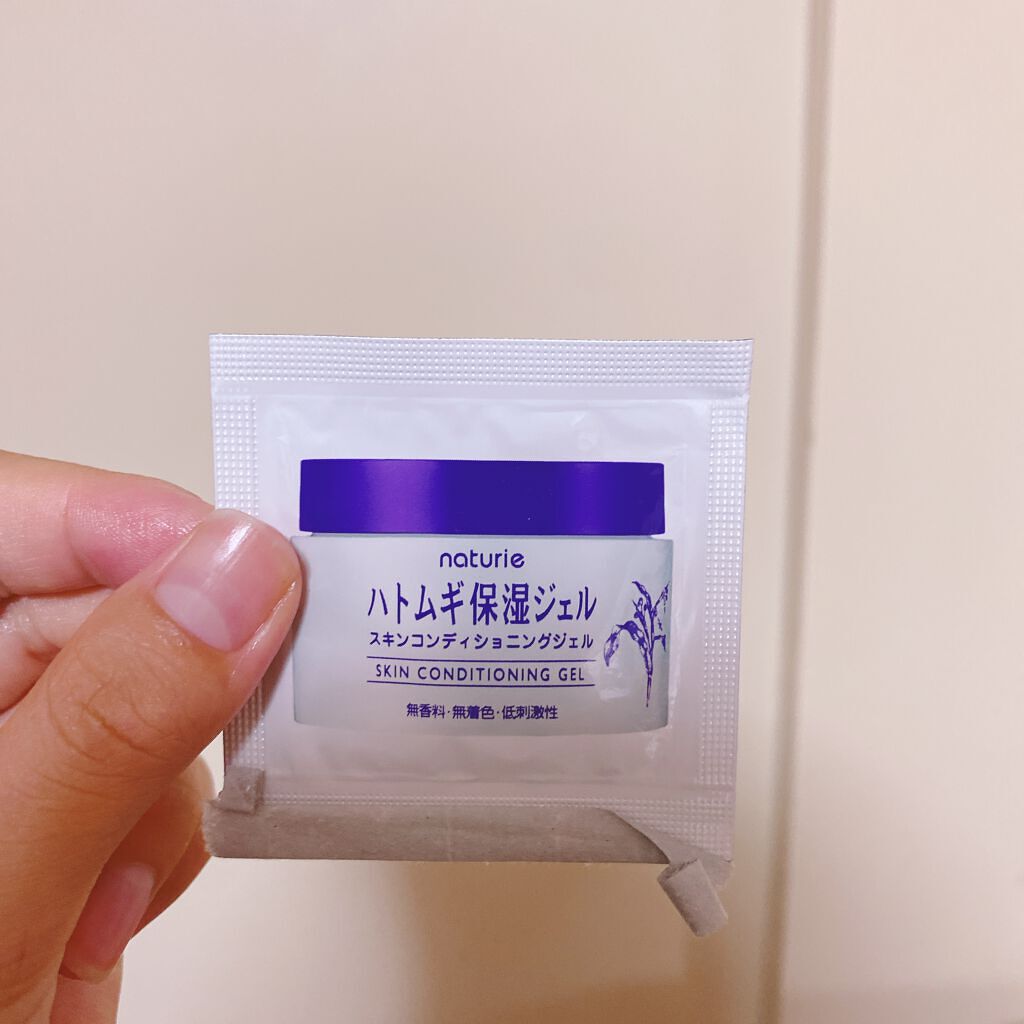 naturie
ハトムギ保湿ジェル
スキンコンディショニングジェル
SKIN CONDITIONING GEL
無香料・無着色・低刺激性